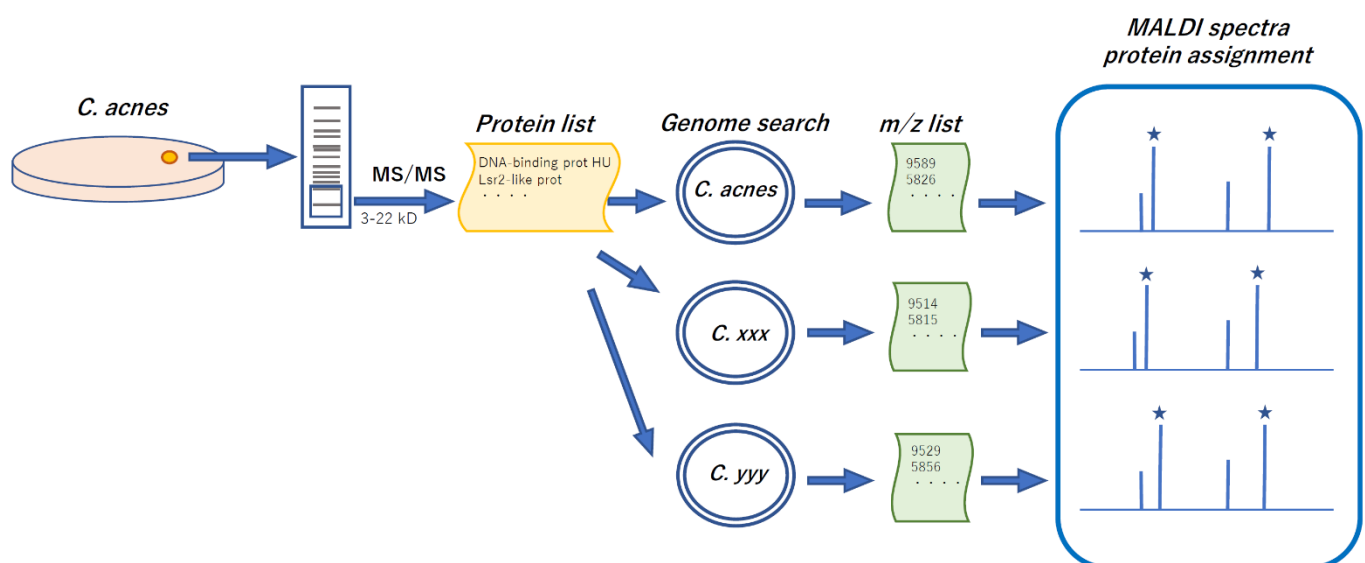 MALDI spectra
protein assignment
C. acnes
Protein list
Genome search
m/z list
MS/MS
3-22 kD
DNA-binding prot HU
Lsr2-like prot
. . . .
C. acnes
9589
5826
. . . .
C. xxx
9514
5815
. . . .
C. yyy
9529
5856
. . . .